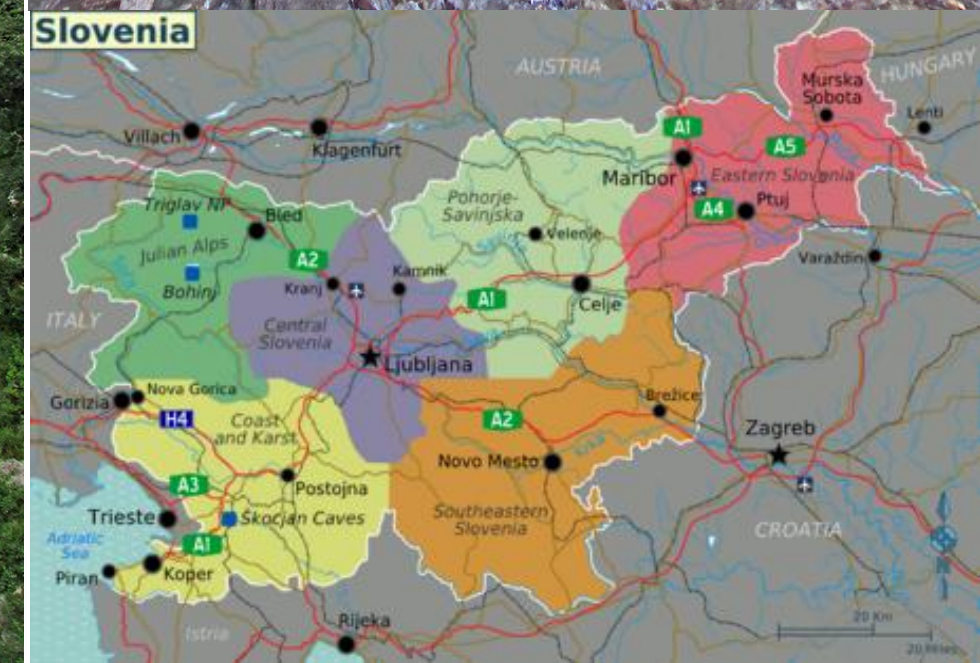 Slovenia
AUSTRIA
HUNGARY
Murska
Sobota
Lenti
Villach
Klagenfurt
A1
A5
Maribor
Eastern Slovenia
Pohorje-
Savinjska
A4
Ptuj
Triglav NP
Bled
Velenje
Julian Alps
A2
Kamnik
Varaždin
Bohinj
Kranj
A1
Celje
ITALY
Central
Slovenia
Ljubljana
Nova Gorica
Brežice
Gorizia
H4
Coast
and Karst
A2
Krka
Zagreb
Novo Mesto
A3
Postojna
Trieste
Škocjan Caves
Southeastern
Slovenia
CROATIA
Adriatic
Sea
A1
Piran
Koper
N
Istria
Rijeka
20 Km
20 Miles